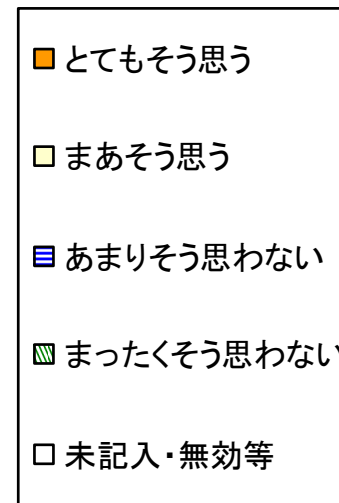 とてもそう思う
まあそう思う
あまりそう思わない
まったくそう思わない
未記入・無効等